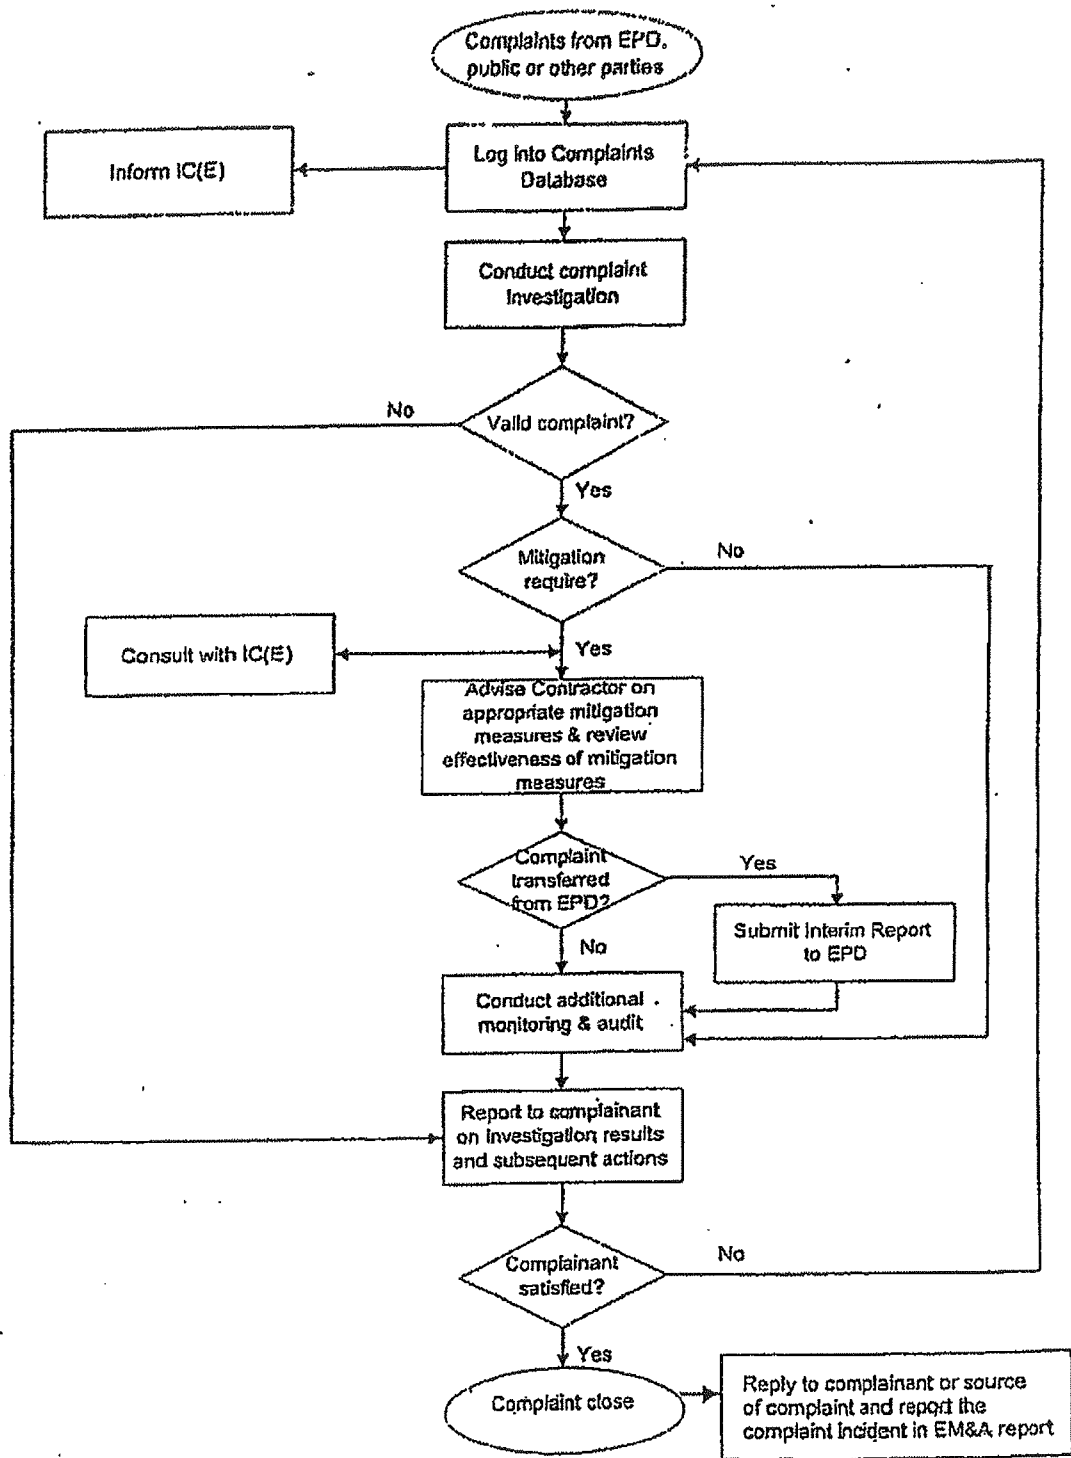 Complaints from EPD,
public or other parties
Inform IC(E)
Log into Complaints
Database
Conduct complaint
Investigation
No
Valid complaint?
Yes
Mitigation
require?
No
Yes
Consult with IC(E)
Advise Contractor on
appropriate mitigation
measures & review
effectiveness of mitigation
measures
Complaint
transferred
from EPD?
Yes
Submit Interim Report
to EPD
No
Conduct additional
monitoring & audit
Report to complainant
on investigation results
and subsequent actions
Complainant
satisfied?
No
Yes
Complaint close
Reply to complainant or source
of complaint and report the
complaint incident in EM&A report